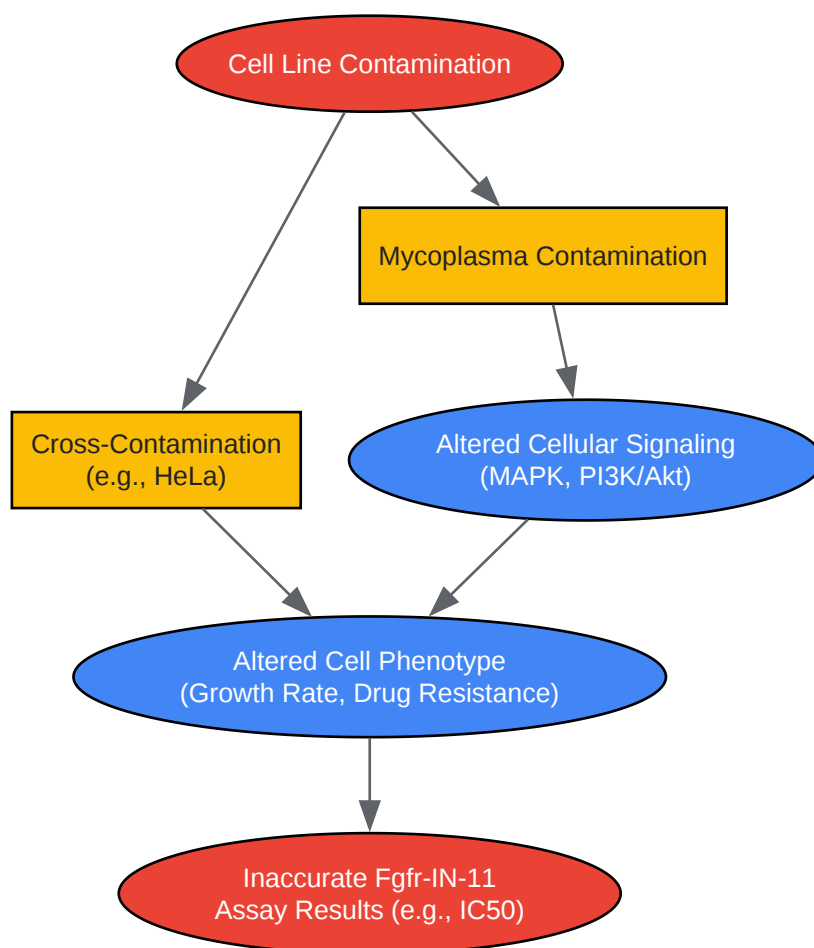 Cell Line Contamination
Mycoplasma Contamination
Cross-Contamination
(e.g., HeLa)
Altered Cellular Signaling
(MAPK, PI3K/Akt)
Altered Cell Phenotype
(Growth Rate, Drug Resistance)
Inaccurate Fgfr-IN-11
Assay Results (e.g., IC50)